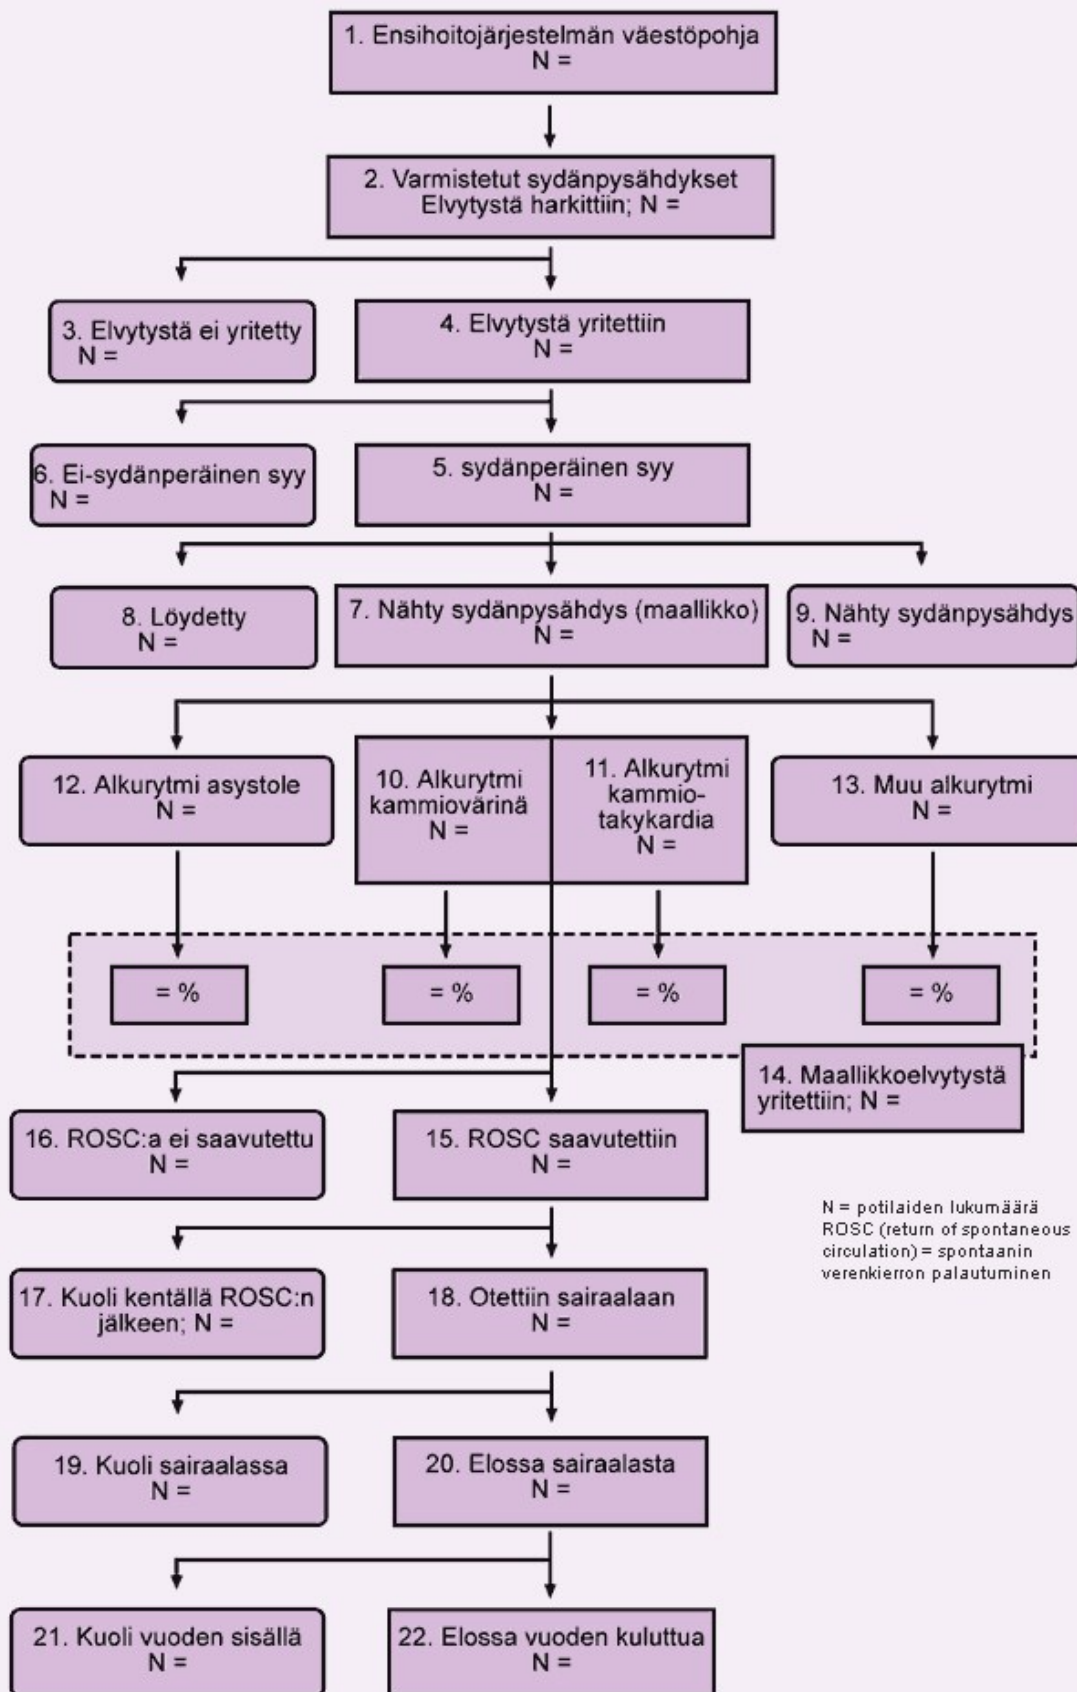 1. Ensihoitojärjestelmän väestöpohja
N =
2. Varmistetut sydänpysähdykset
Elvytystä harkittiin; N =
3. Elvytystä ei yritetty
N =
4. Elvytystä yritettiin
N =
6. Ei-sydänperäinen syy
N =
5. sydänperäinen syy
N =
8. Löydetty
N =
7. Nähty sydänpysähdys (maallikko)
N =
9. Nähty sydänpysähdys
N =
12. Alkurytmi asystole
N =
10. Alkurytmi
kammiovärinä
N =
11. Alkurytmi
kammio-
takykardia
N =
13. Muu alkurytmi
N =
= %
= %
= %
= %
14. Maallikkoelvytystä
yritettiin; N =
16. ROSC:a ei saavutettu
N =
15. ROSC saavutettiin
N =
N = potilaiden lukumäärä
ROSC (return of spontaneous
circulation) = spontaanin
verenkierron palautuminen
17. Kuoli kentällä ROSC:n
jälkeen; N =
18. Otettiin sairaalaan
N =
19. Kuoli sairaalassa
N =
20. Elossa sairaalasta
N =
21. Kuoli vuoden sisällä
N =
22. Elossa vuoden kuluttua
N =